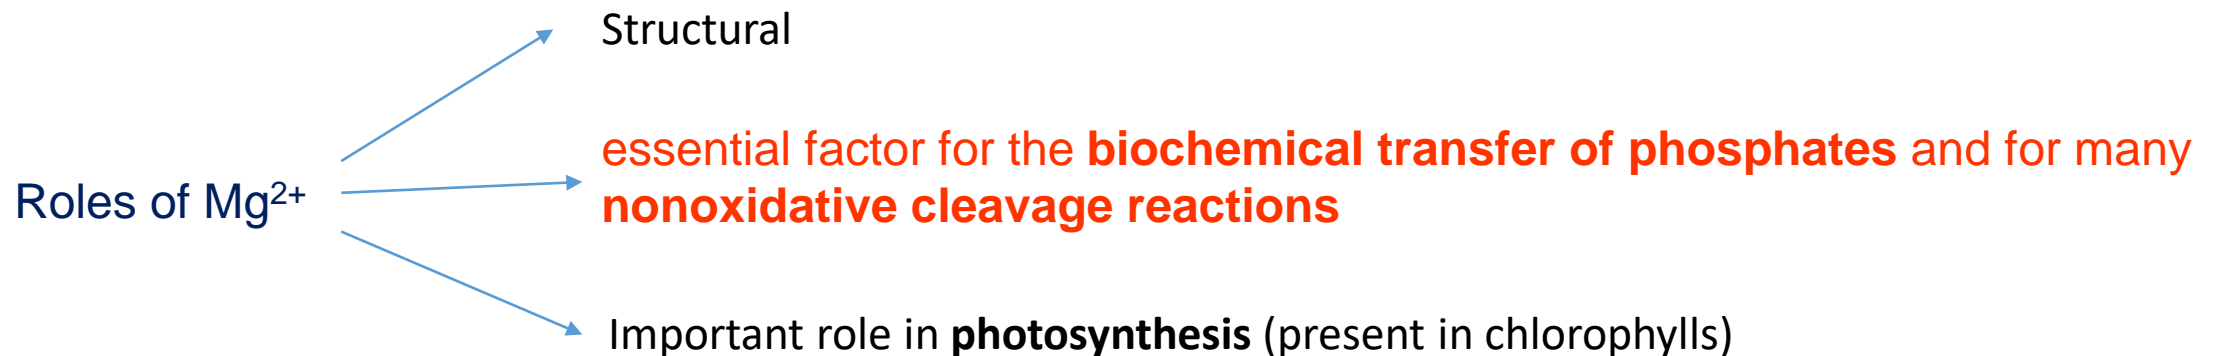 Structural
essential factor for the biochemical transfer of phosphates and for many
nonoxidative cleavage reactions
Roles of Mg²⁺
Important role in photosynthesis (present in chlorophylls)